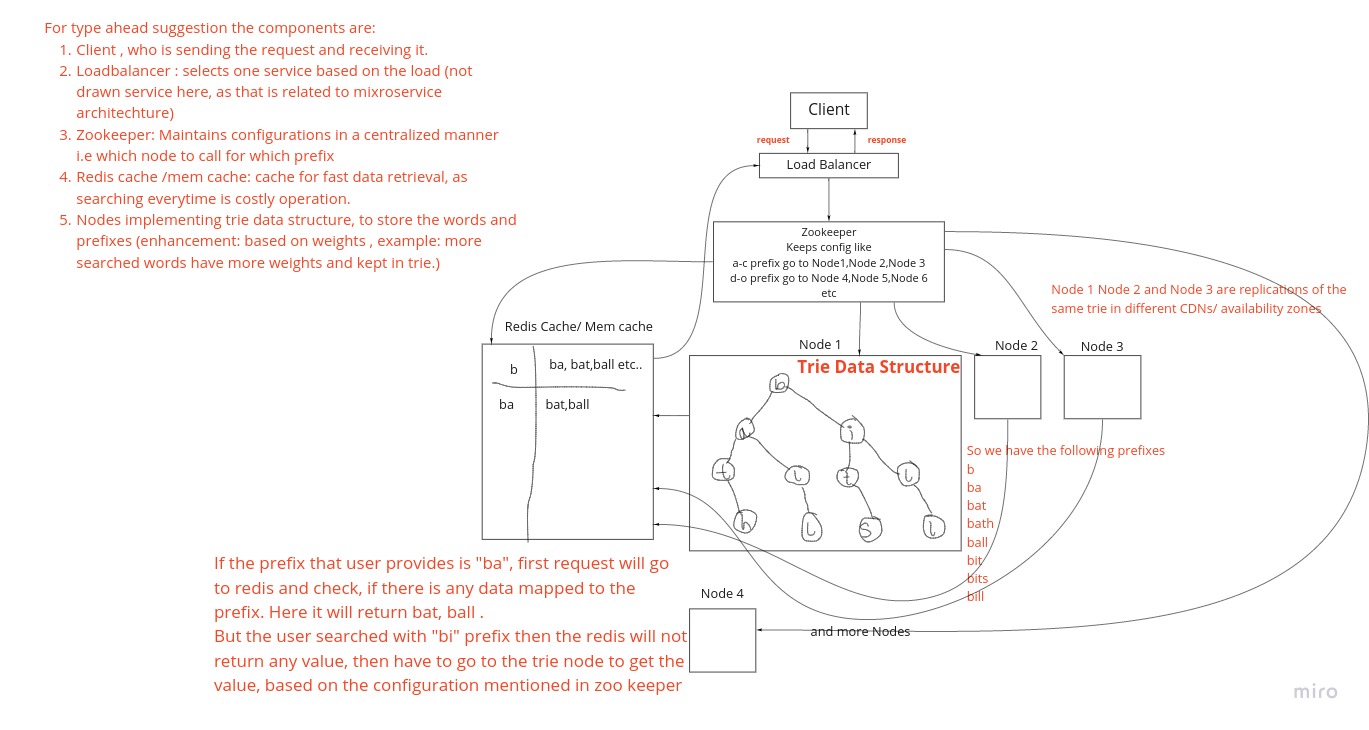 For type ahead suggestion the components are:
1. Client , who is sending the request and receiving it.
2. Loadbalancer : selects one service based on the load (not
drawn service here, as that is related to mixroservice
architechture)
3. Zookeeper: Maintains configurations in a centralized manner
i.e which node to call for which prefix
4. Redis cache /mem cache: cache for fast data retrieval, as
searching everytime is costly operation.
5. Nodes implementing trie data structure, to store the words and
prefixes (enhancement: based on weights , example: more
searched words have more weights and kept in trie.)
Client
request
response
Load Balancer
Zookeeper
Keeps config like
a-c prefix go to Node1,Node 2,Node 3
d-o prefix go to Node 4,Node 5,Node 6
etc
Node 1 Node 2 and Node 3 are replications of the
same trie in different CDNs/ availability zones
Redis Cache/ Mem cache
b
ba, bat,ball etc..
ba
bat,ball
Node 1
Node 2
Node 3
Trie Data Structure
b
a
i
t
l
t
l
h
l
s
l
So we have the following prefixes
b
ba
bat
bath
ball
bit
bits
bill
If the prefix that user provides is "ba", first request will go
to redis and check, if there is any data mapped to the
prefix. Here it will return bat, ball .
But the user searched with "bi" prefix then the redis will not
return any value, then have to go to the trie node to get the
value, based on the configuration mentioned in zoo keeper
Node 4
and more Nodes
miro